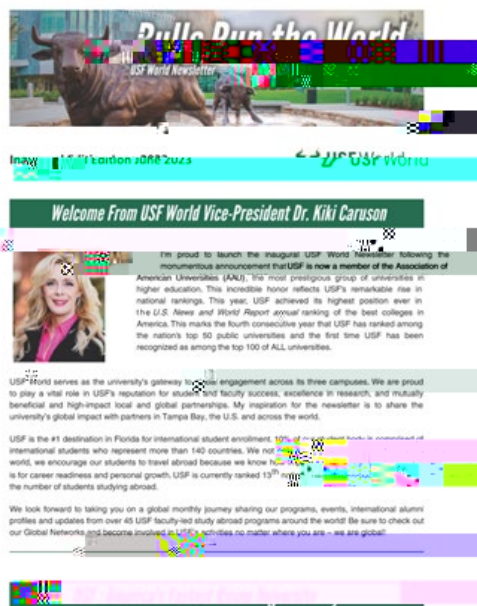 Bulls Run the World
USF World Newsletter
Edition June 2023
USF World
Welcome From USF World Vice-President Dr. Kiki Caruson
I'm proud to launch the inaugural USF World Newsletter following the
monumentous announcement that USF is now a member of the Association of
American Universities (AAU), the most prestigious group of universities in
higher education. This incredible honor reflects USF's remarkable rise in
national rankings. This year, USF achieved its highest position ever in
the U.S. News and World Report annual ranking of the best colleges in
America. This marks the fourth consecutive year that USF has ranked among
the nation's top 50 public universities and the first time USF has been
recognized as among the top 100 of ALL universities.
USF World serves as the university's gateway to engagement across its three campuses. We are proud
to play a vital role in USF's reputation for student and faculty success, excellence in research, and mutually
beneficial and high-impact local and global partnerships. My inspiration for the newsletter is to share the
university's global impact with partners in Tampa Bay, the U.S. and across the world.
USF is the #1 destination in Florida for international student enrollment. 10% of our student body is comprised of
international students who represent more than 140 countries. We not
world, we encourage our students to travel abroad because we know
is for career readiness and personal growth. USF is currently ranked 13th
the number of students studying abroad.
We look forward to taking you on a global monthly journey sharing our programs, events, international alumni
profiles and updates from over 45 USF faculty-led study abroad programs around the world! Be sure to check out
our Global Networks and become involved in USF's activities no matter where you are – we are global!